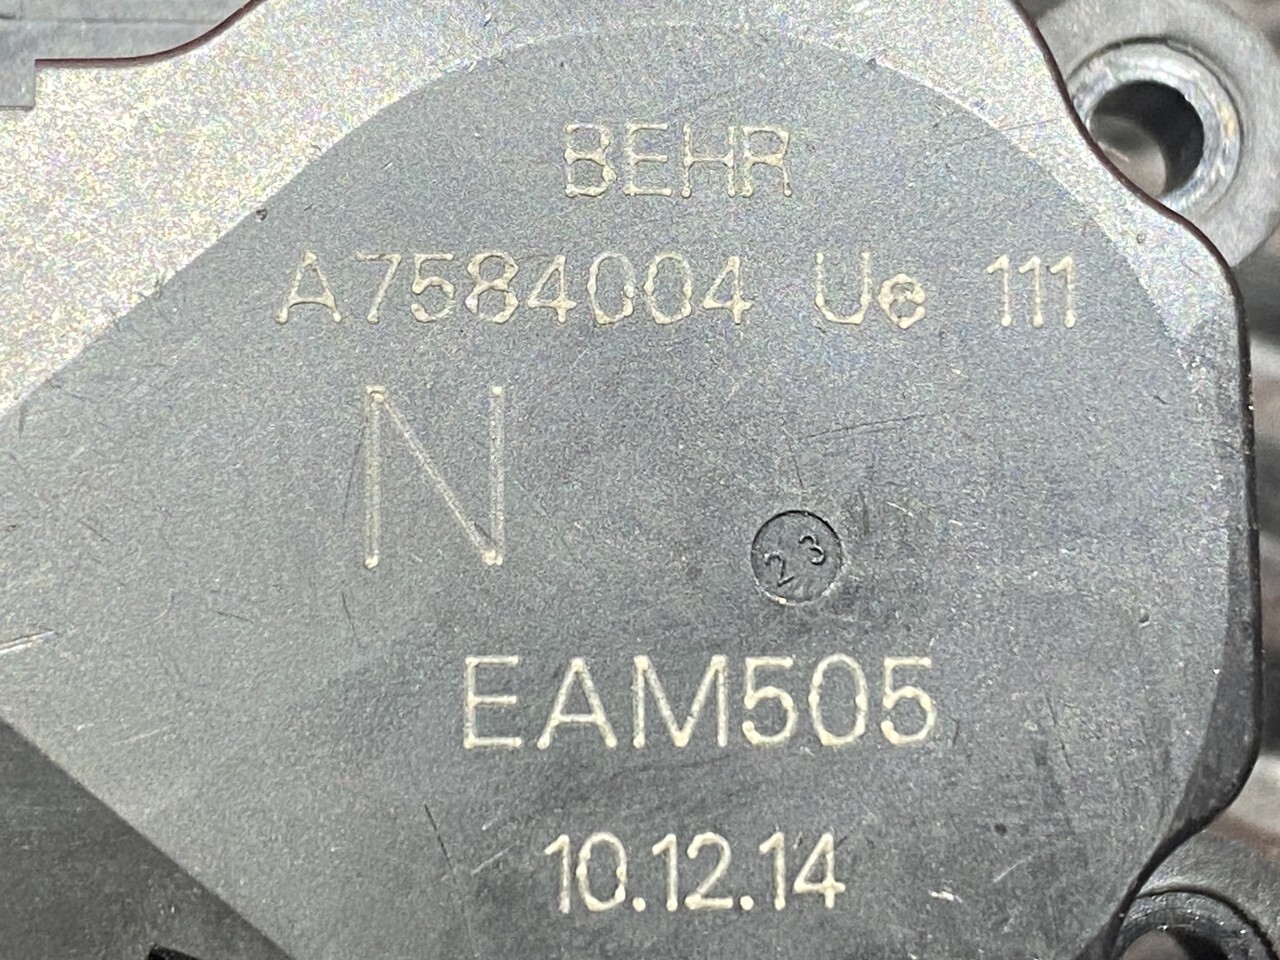 BEHR
A7584004 Ue 111
N
23
EAM505
10.12.14